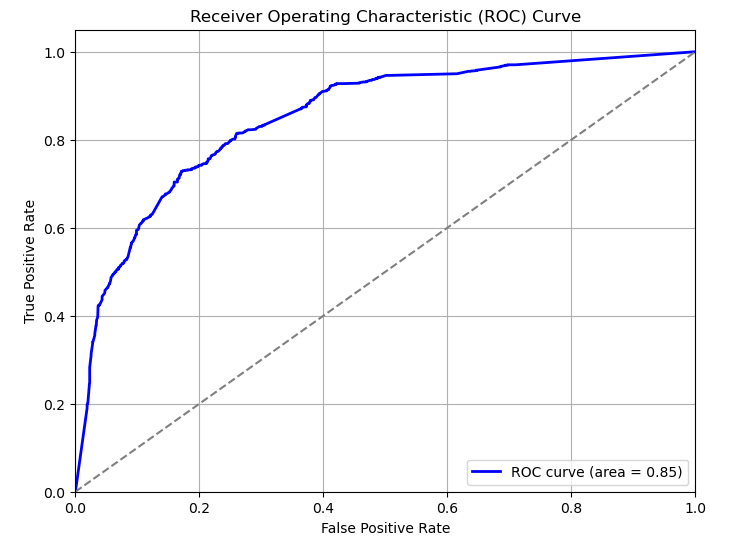 Receiver Operating Characteristic (ROC) Curve
True Positive Rate
1.0
0.8
0.6
0.4
0.2
0.0
ROC curve (area = 0.85)
0.0 0.2 0.4 0.6 0.8 1.0
False Positive Rate